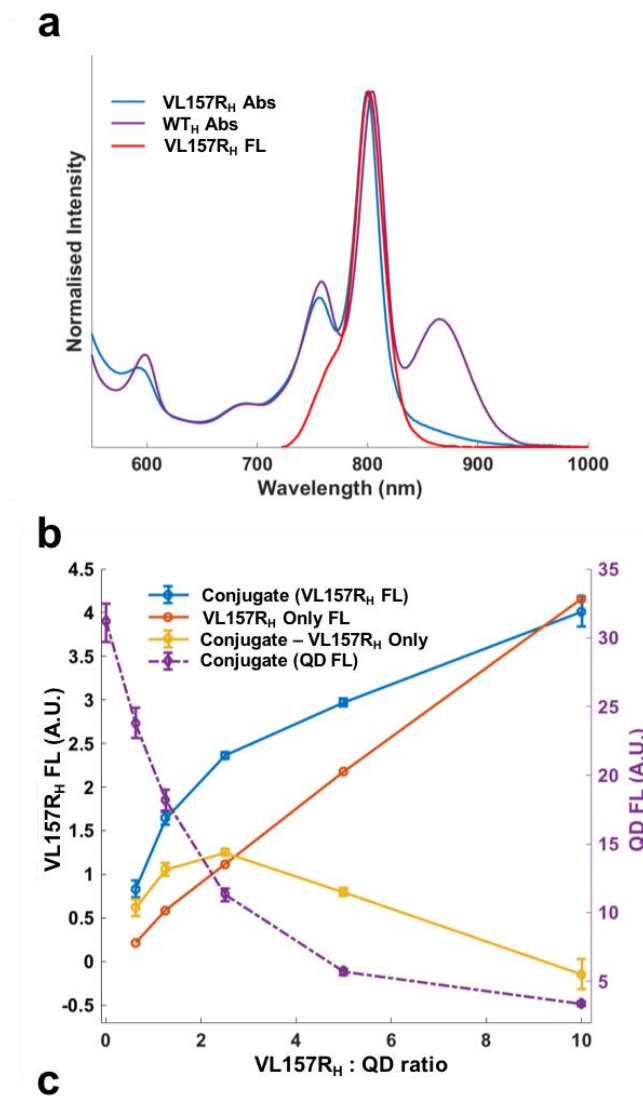 a
VL157RH Abs
WTH Abs
VL157RH FL
Normalised Intensity
600 700 800 900 1000
Wavelength (nm)
b
4.5
4
3.5
3
2.5
2
1.5
1
0.5
0
-0.5
VL157RH FL (A.U.)
Conjugate (VL157RH FL)
VL157RH Only FL
Conjugate – VL157RH Only
Conjugate (QD FL)
35
30
25
20
15
10
5
QD FL (A.U.)
0 2 4 6 8 10
VL157RH : QD ratio
c